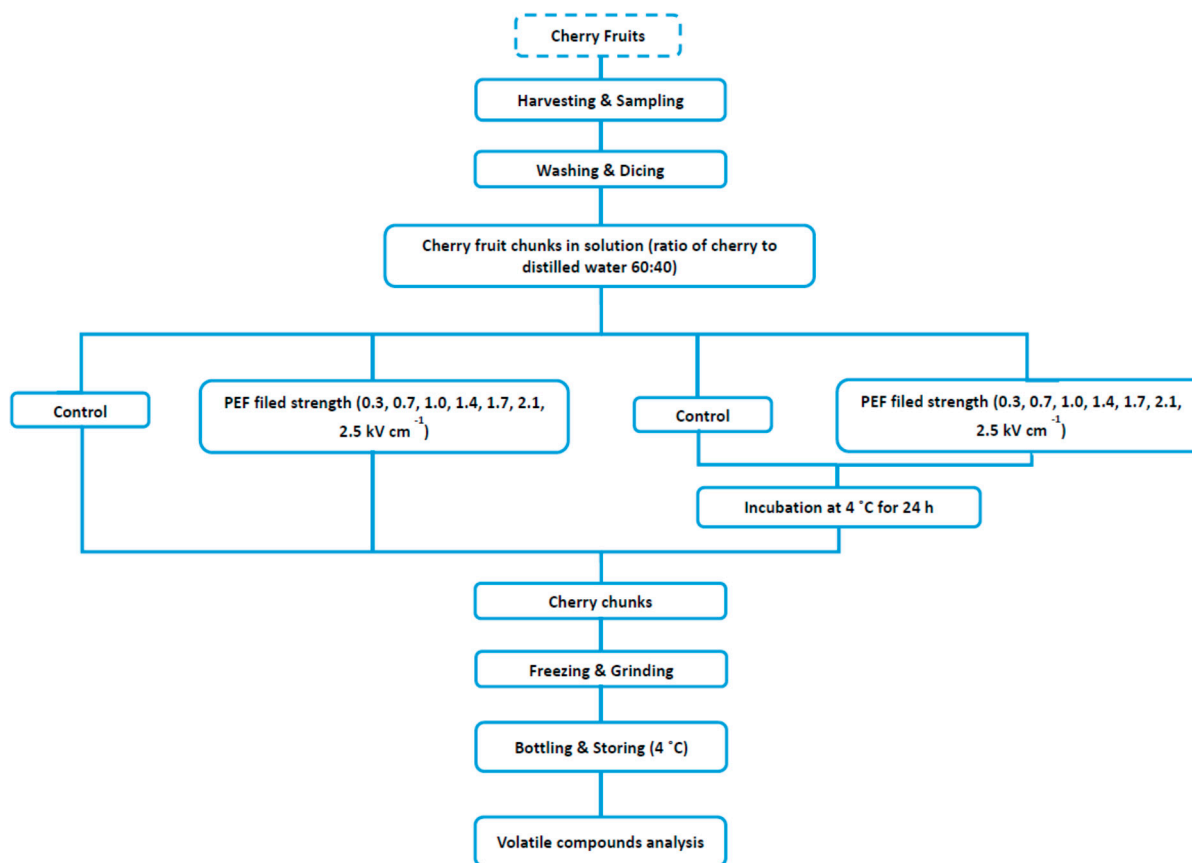 Cherry Fruits
Harvesting & Sampling
Washing & Dicing
Cherry fruit chunks in solution (ratio of cherry to
distilled water 60:40)
Control
PEF filed strength (0.3, 0.7, 1.0, 1.4, 1.7, 2.1,
2.5 kV cm⁻¹)
Control
PEF filed strength (0.3, 0.7, 1.0, 1.4, 1.7, 2.1,
2.5 kV cm⁻¹)
Incubation at 4 ˚C for 24 h
Cherry chunks
Freezing & Grinding
Bottling & Storing (4 ˚C)
Volatile compounds analysis